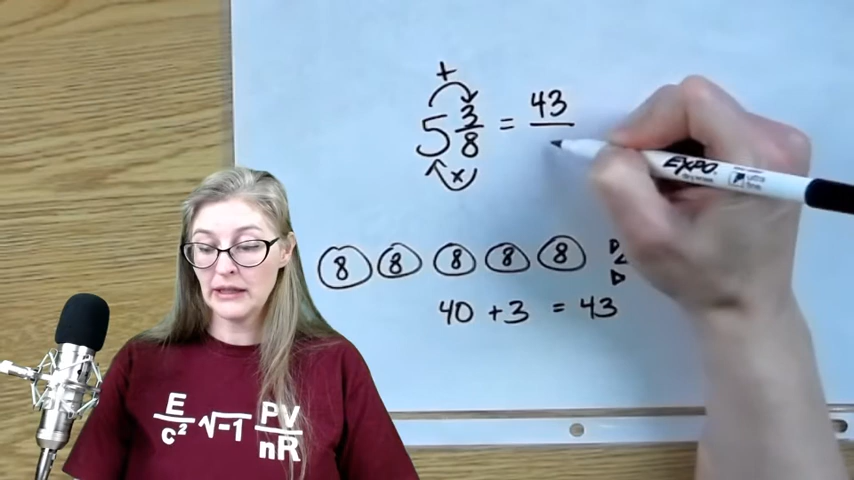 +
5 3/8 = 43/
x
8 8 8 8 8
40 + 3 = 43
EXPO
E/c² √-1 PV/nR